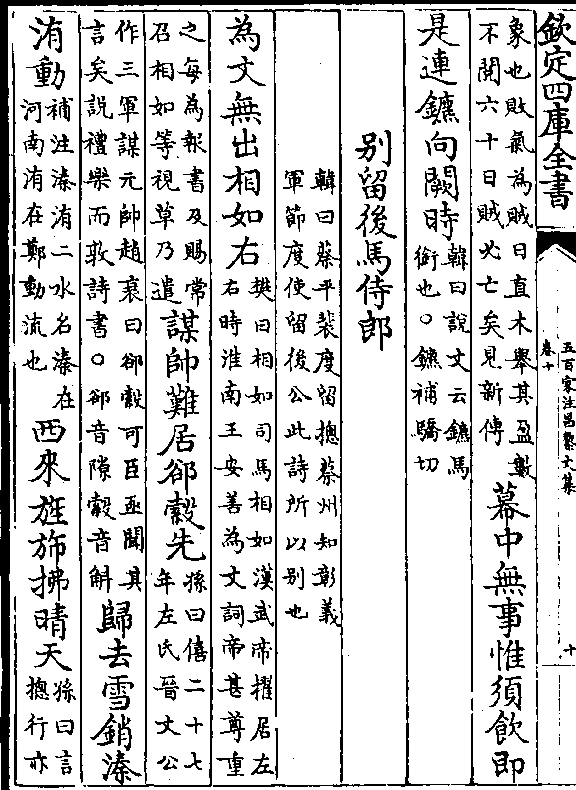 欽定四庫全書
五百家注昌黎文集
卷十
十
象也敗氣為賊日直木舉其盈數
不開六十日賊必亡矣見新傳
幕中無事惟須飲即
是連鑣向闕時
韓曰説文云鑣馬
銜也○鑣補驕切
别留後馬侍郎
韓曰蔡平裴度留摠蔡州知彰義
軍節度使留後公此詩所以别也
為文無出相如右
樊曰相如司馬相如漢武帝擢居左
右時淮南王安善為文詞帝甚尊重
之每為報書及賜常
召相如等視草乃遣
謀帥難居郤縠先
孫曰僖二十七
年左氏晉文公
作三軍謀元帥趙衰曰郤縠可臣亟聞其
言矣説禮樂而敦詩書○郤音隙縠音斛
歸去雪銷溱
洧動
補注溱洧二水名溱在
河南洧在鄭動流也
西來旌斾拂晴天
孫曰言
摠行亦